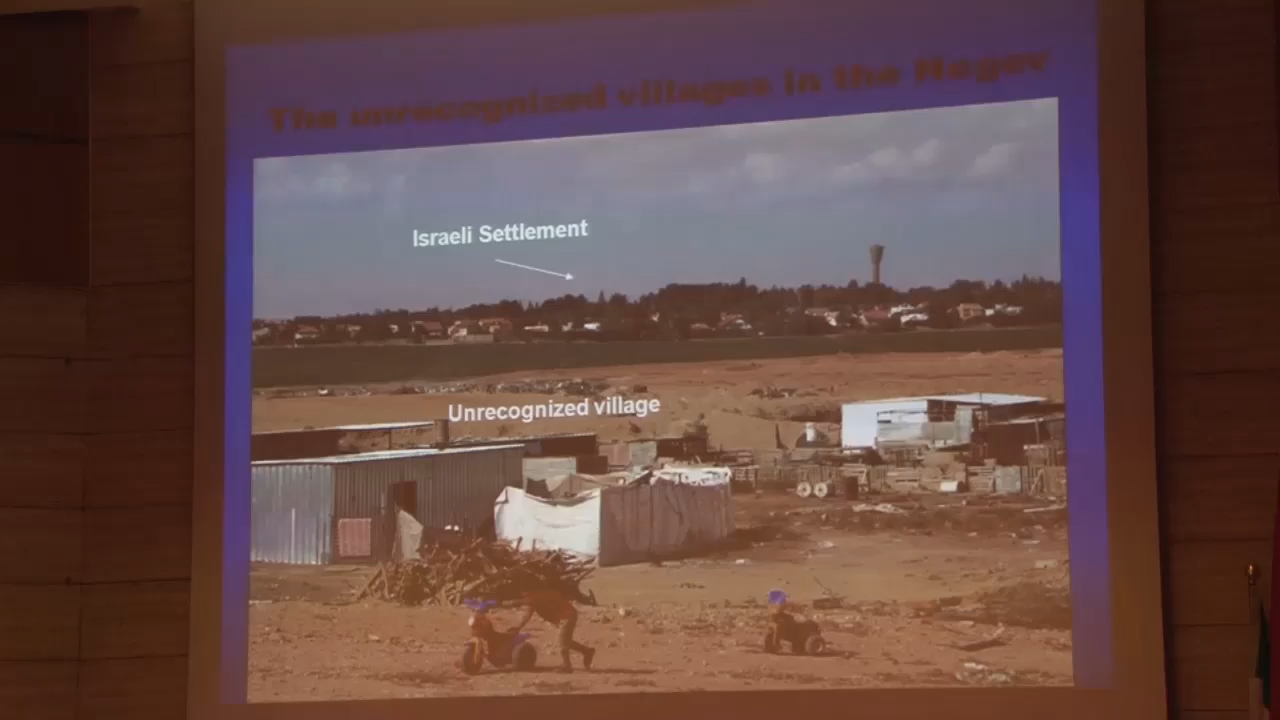 The unrecognized villages in the Negev
Israeli Settlement
Unrecognized village